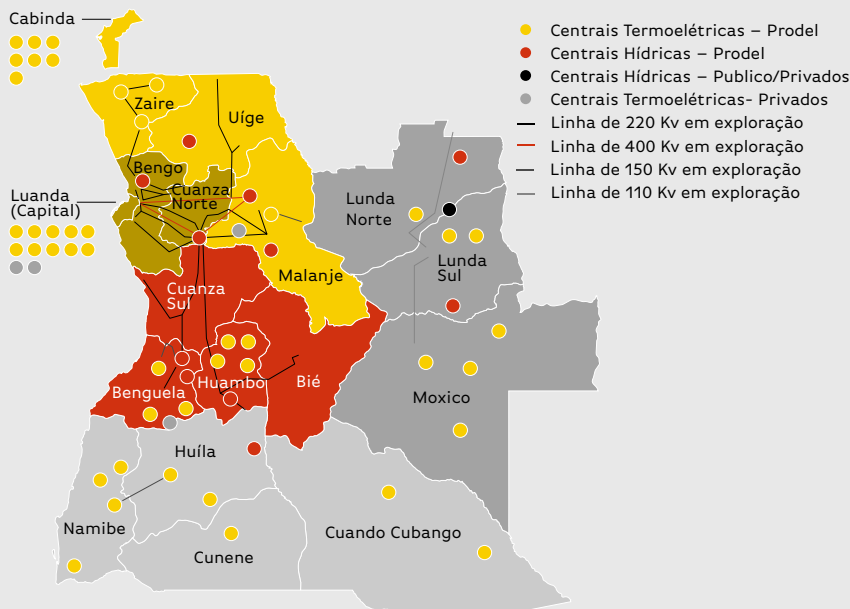 Cabinda
Centrais Termoelétricas – Prodel
Centrais Hídricas – Prodel
Centrais Hídricas – Publico/Privados
Centrais Termoelétricas- Privados
Linha de 220 Kv em exploração
Linha de 400 Kv em exploração
Linha de 150 Kv em exploração
Linha de 110 Kv em exploração
Zaire
Uíge
Bengo
Cuanza
Norte
Luanda
(Capital)
Lunda
Norte
Lunda
Sul
Malanje
Cuanza
Sul
Benguela
Huambo
Bié
Moxico
Huíla
Namibe
Cunene
Cuando Cubango